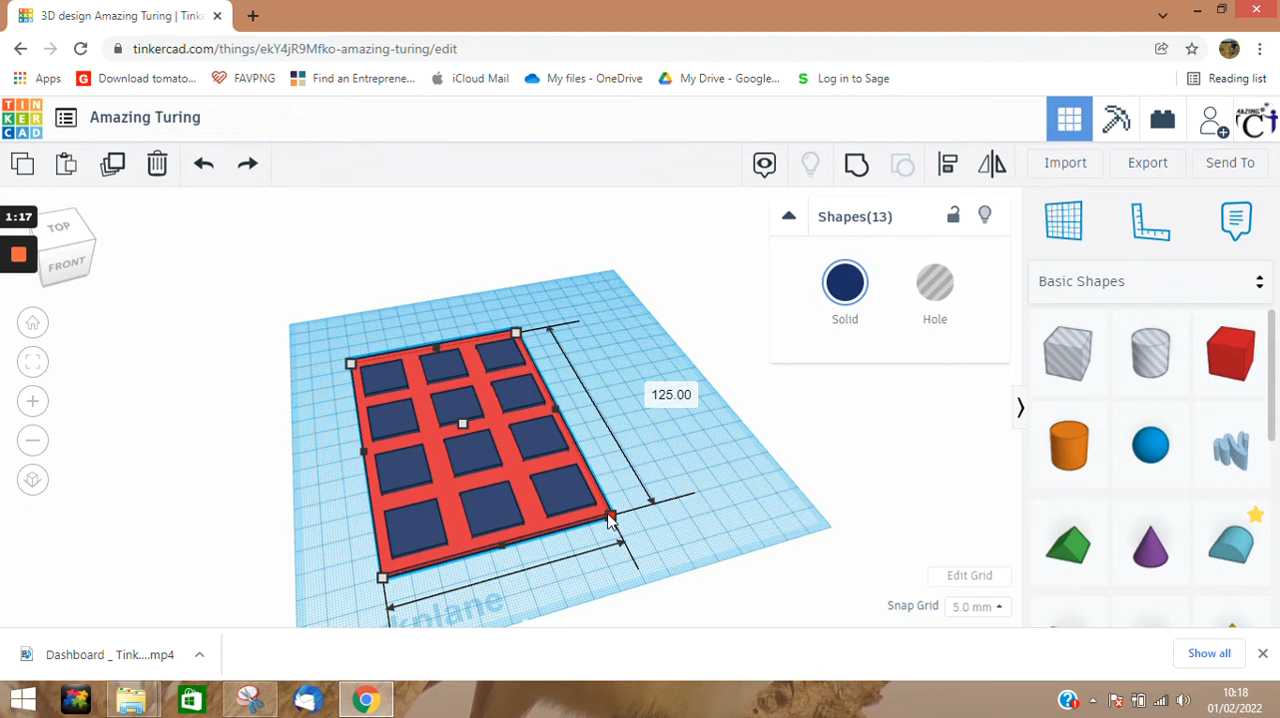 3D design Amazing Turing | Tink
tinkercad.com/things/ekY4jR9Mfko-amazing-turing/edit
Apps
Download tomato...
FAVPNG
Find an Entreprene...
iCloud Mail
My files - OneDrive
My Drive - Google...
Log in to Sage
Reading list
TIN
KER
CAD
Amazing Turing
Import
Export
Send To
1:17
TOP
FRONT
Shapes(13)
Solid
Hole
Basic Shapes
125.00
kplane
Edit Grid
Snap Grid
5.0 mm
Dashboard _ Tink....mp4
Show all
10:18
01/02/2022